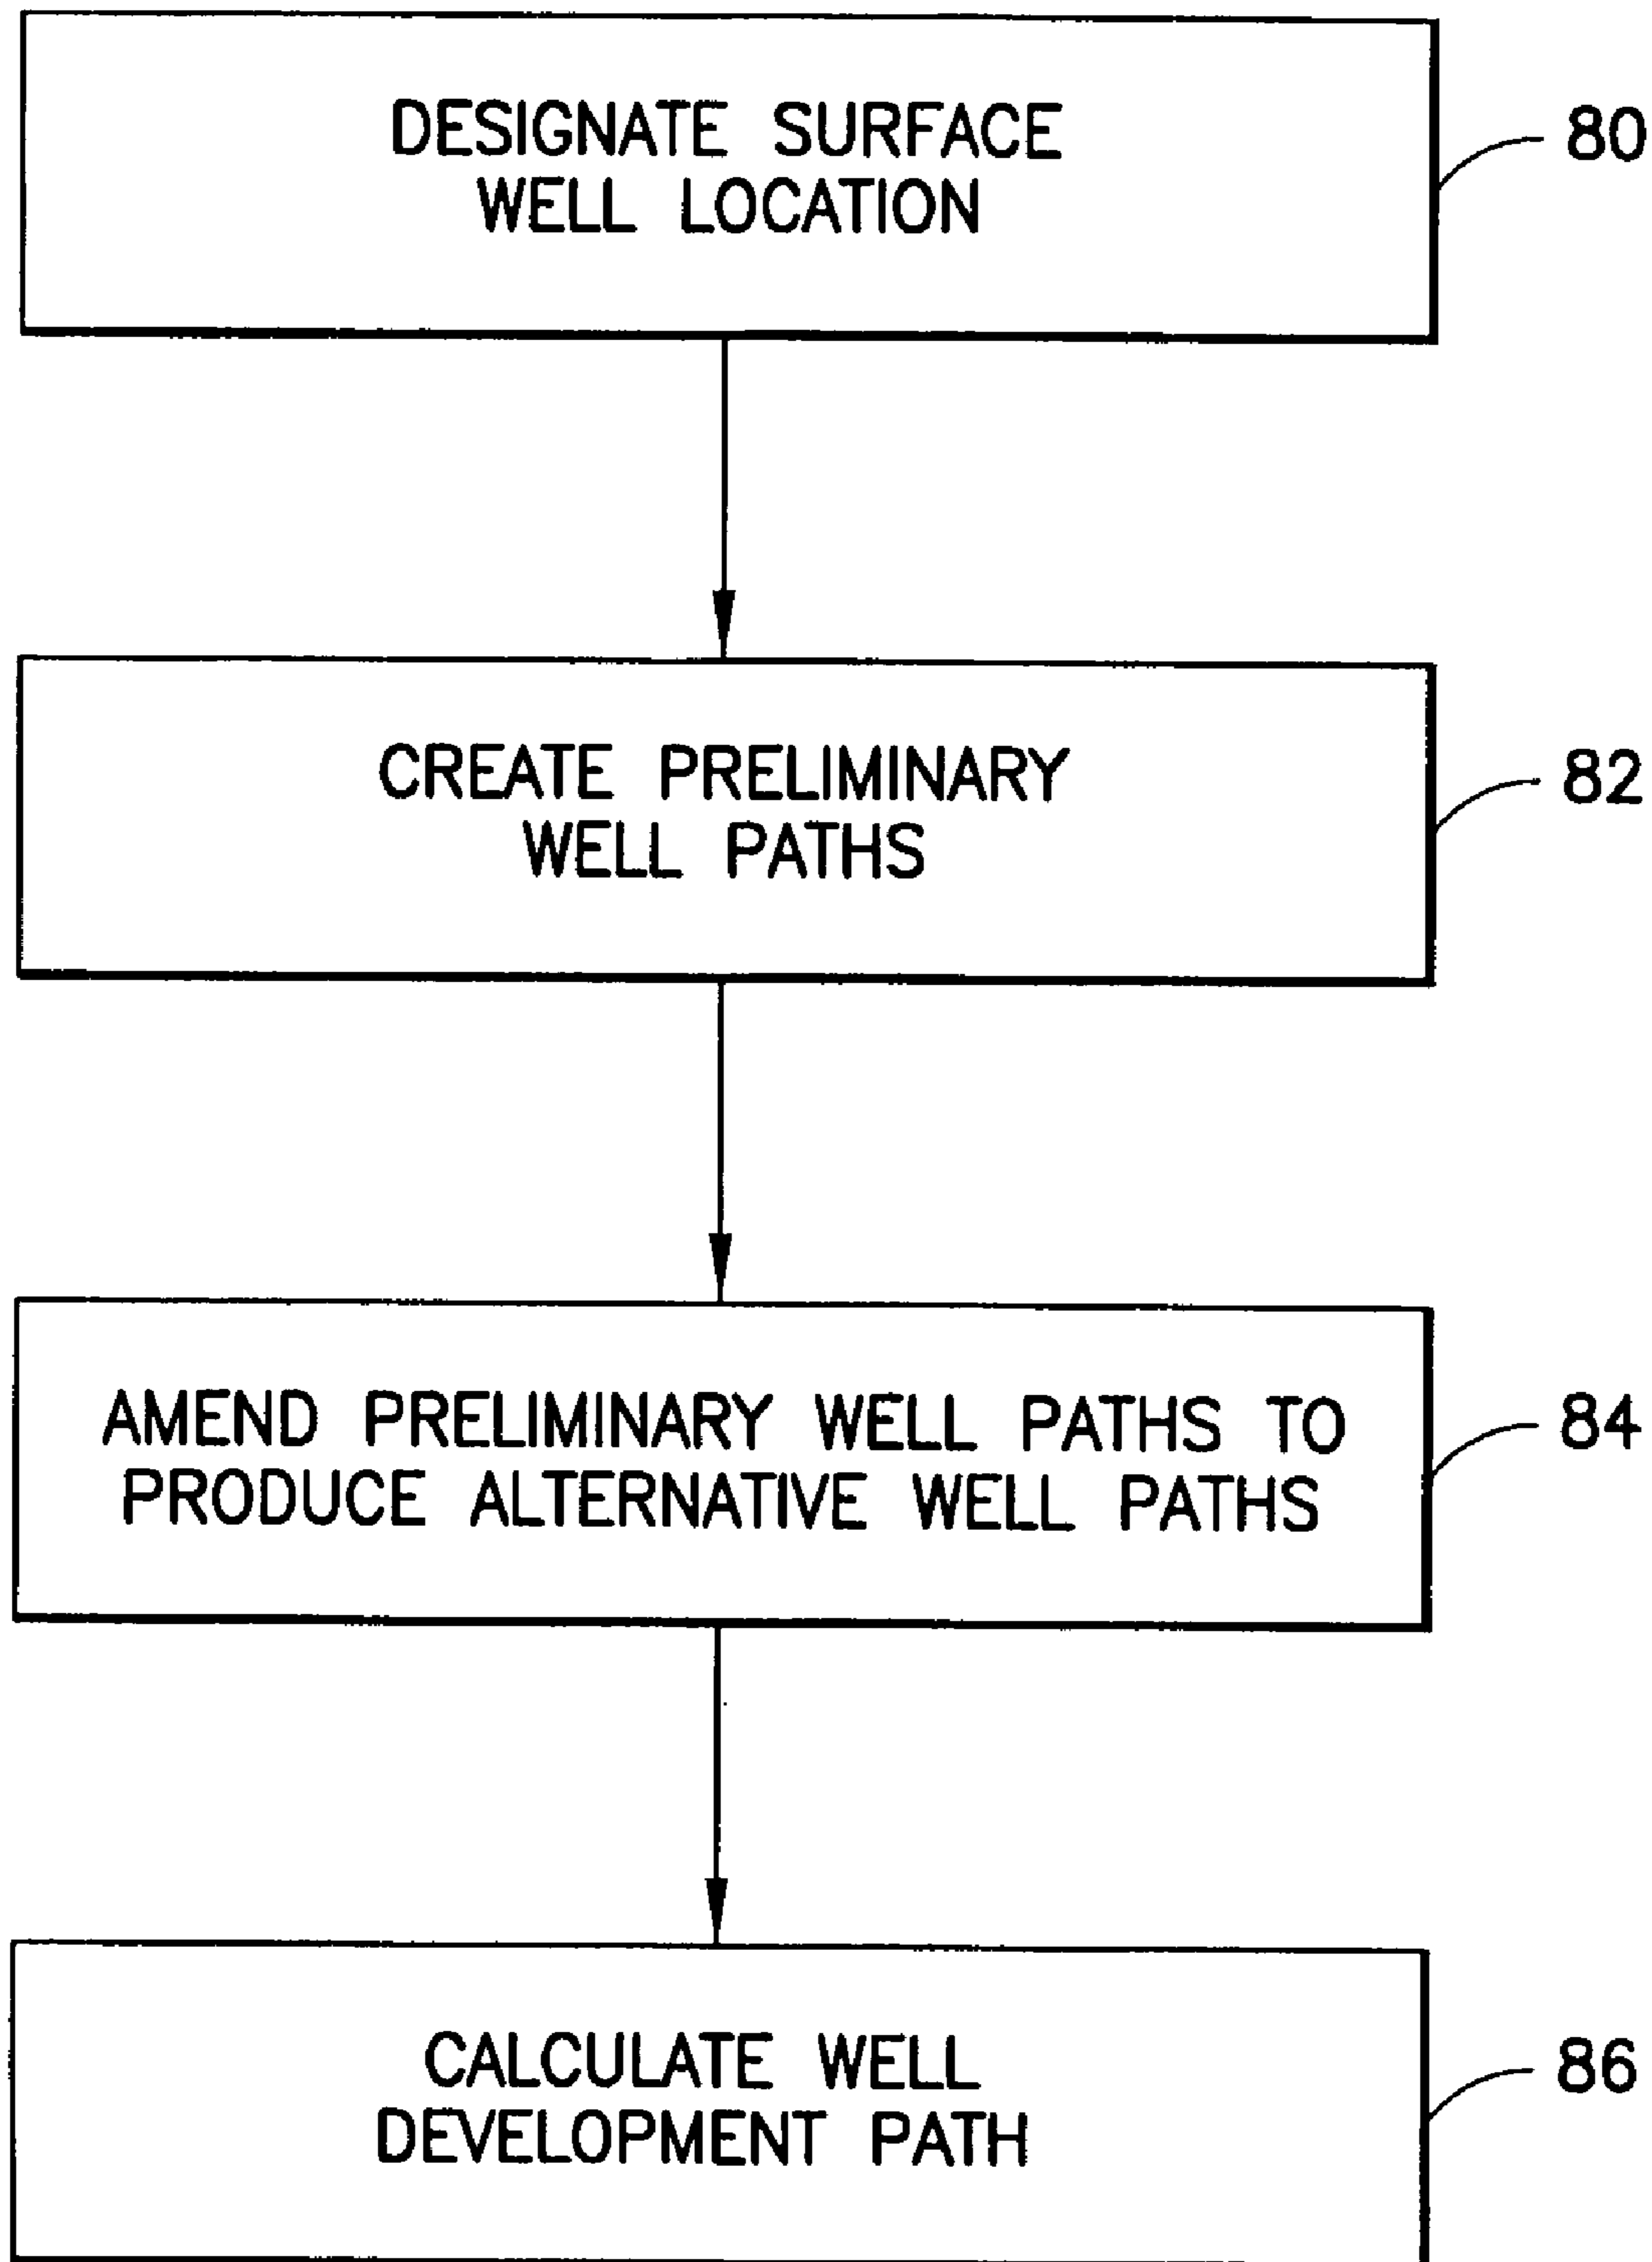 DESIGNATE SURFACE
WELL LOCATION
80
CREATE PRELIMINARY
WELL PATHS
82
AMEND PRELIMINARY WELL PATHS TO
PRODUCE ALTERNATIVE WELL PATHS
84
CALCULATE WELL
DEVELOPMENT PATH
86